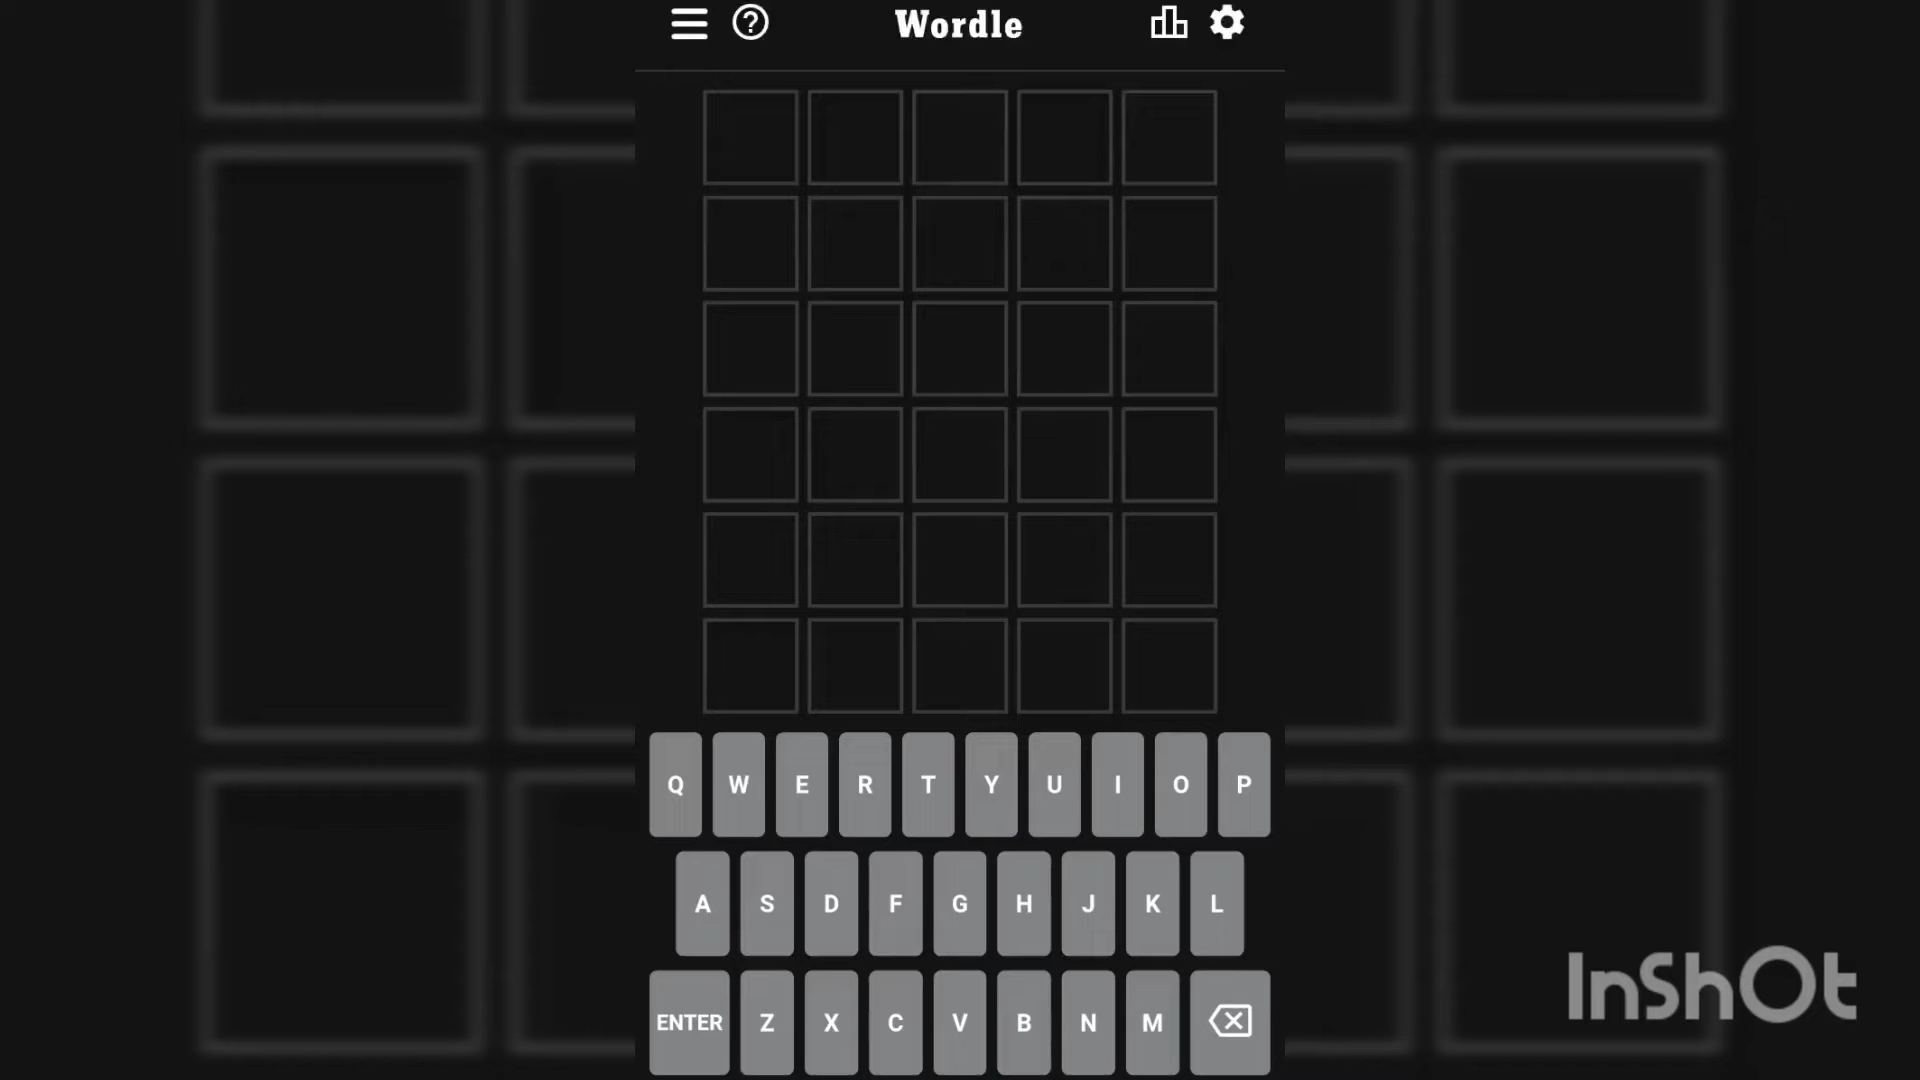 Wordle
Q W E R T Y U I O P
A S D F G H J K L
ENTER Z X C V B N M
InShOt